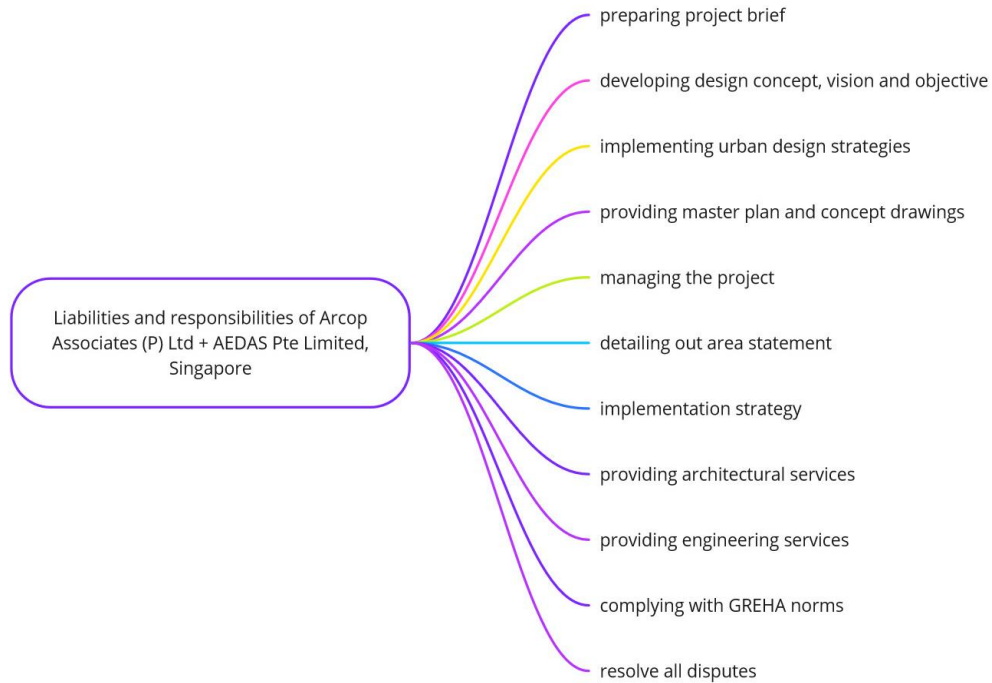 preparing project brief
developing design concept, vision and objective
implementing urban design strategies
providing master plan and concept drawings
managing the project
Liabilities and responsibilities of Arcop
Associates (P) Ltd + AEDAS Pte Limited,
Singapore
detailing out area statement
implementation strategy
providing architectural services
providing engineering services
complying with GREHA norms
resolve all disputes